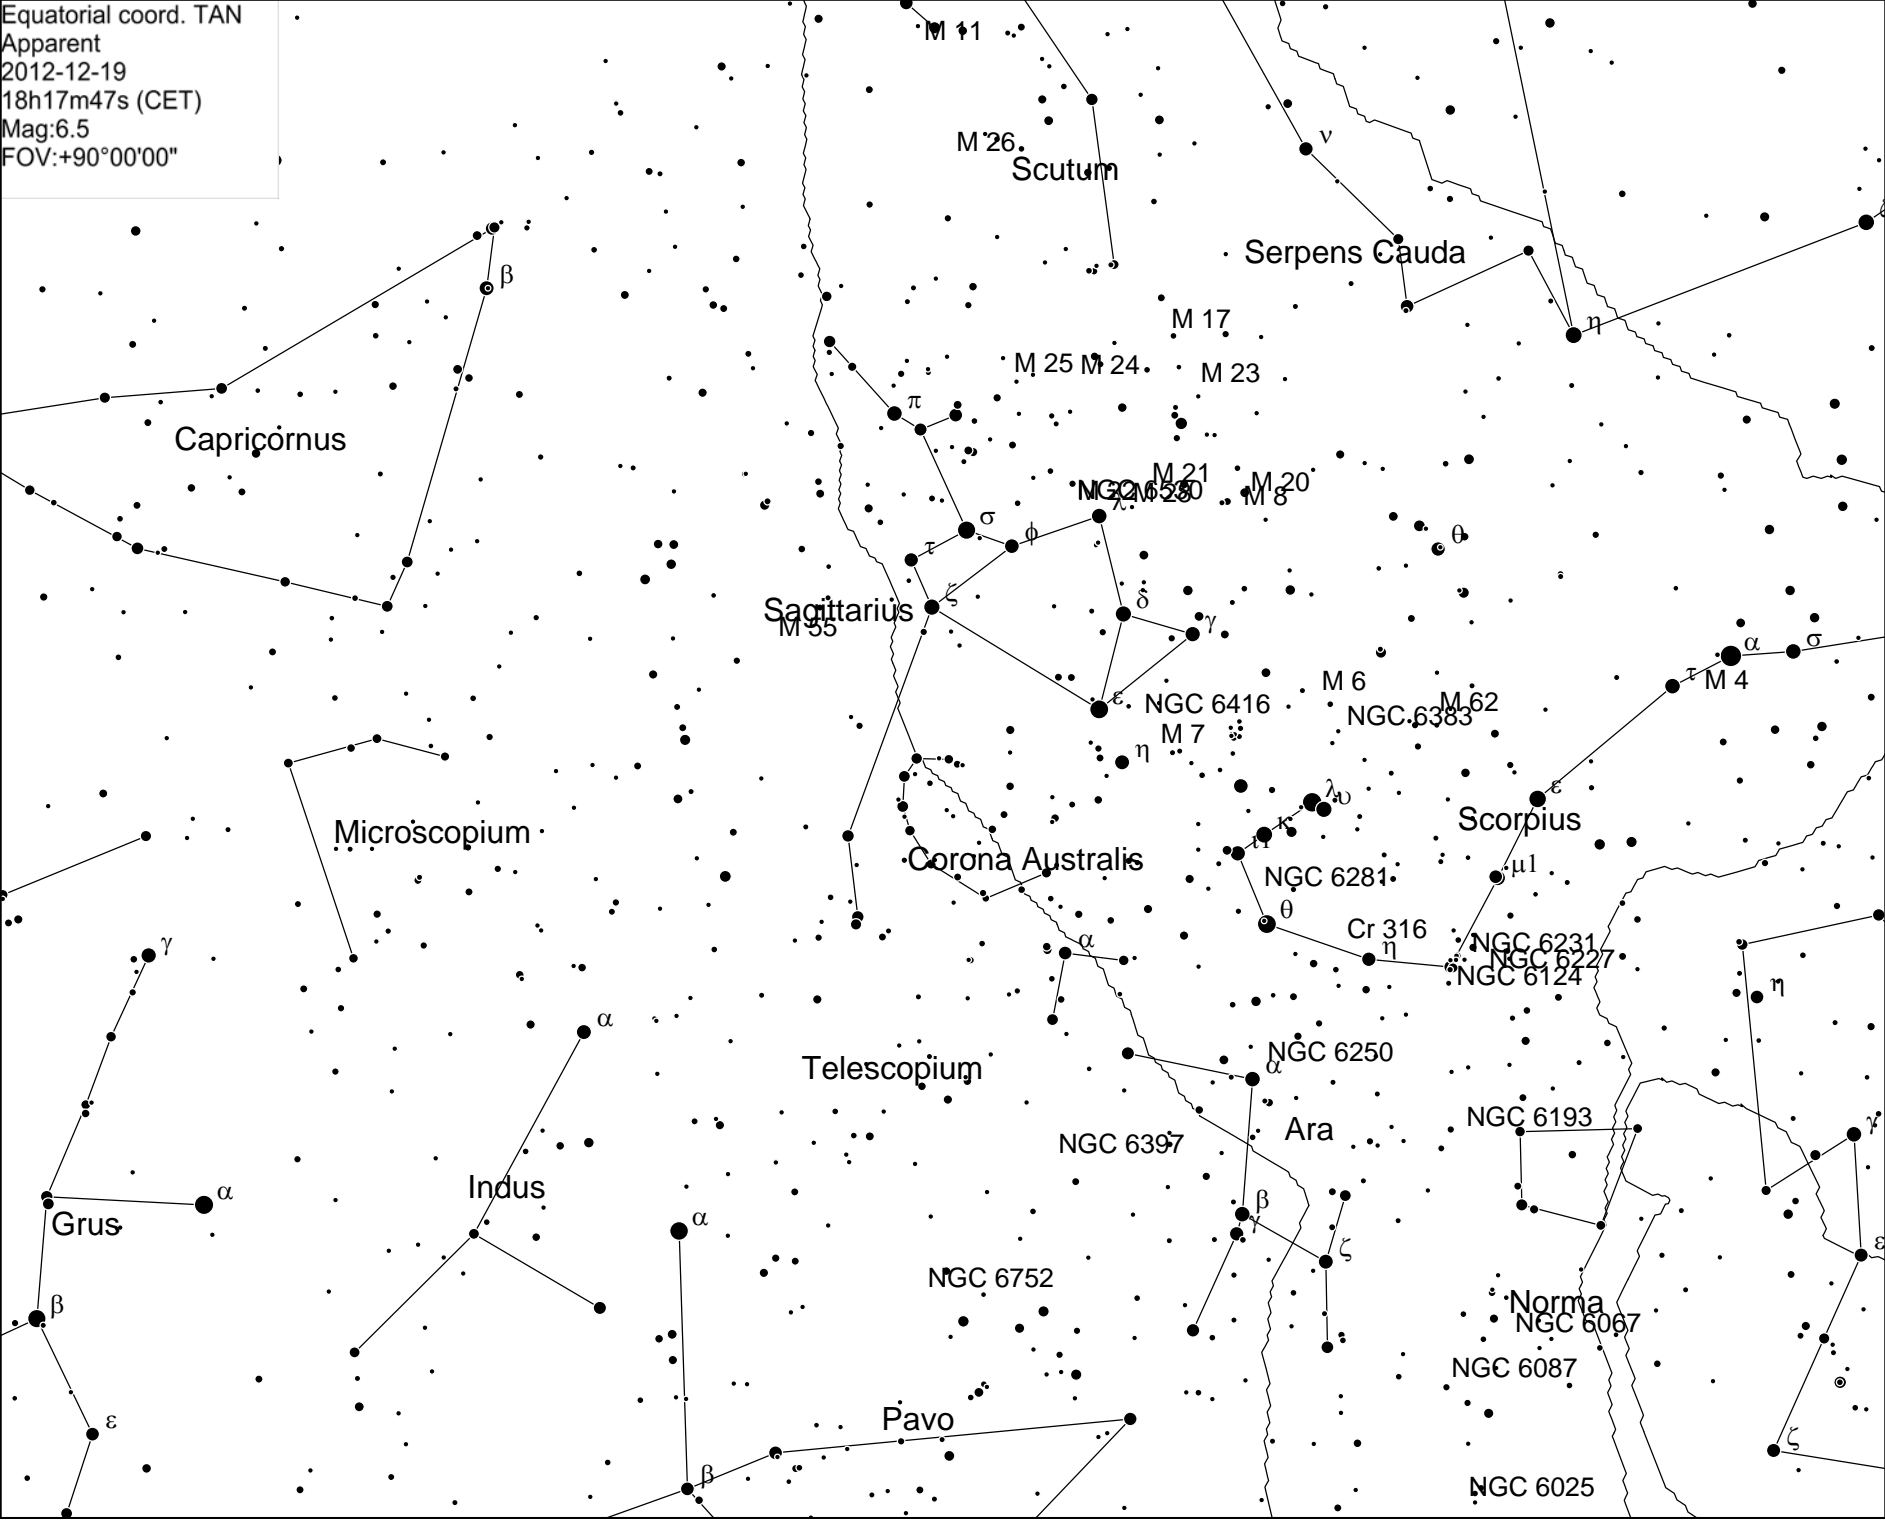 Equatorial coord. TAN
Apparent
2012-12-19
18h17m47s (CET)
Mag:6.5
FOV:+90°00'00"
M 11
M 26
ν
Scutum
Serpens Cauda
β
M 17
η
M 25 M 24
M 23
π
Capricornus
M 21
M 20
M 8
λ
σ
φ
θ
τ
ζ
δ
Sagittarius
M 55
γ
α
σ
τ
M 4
M 6
ε
NGC 6416
M 62
NGC 6383
M 7
η
ε
λ
υ
Scorpius
κ
Microscopium
ι1
Corona Australis
μ1
NGC 6281
θ
Cr 316
η
NGC 6231
NGC 6227
NGC 6124
γ
α
η
α
NGC 6250
α
Telescopium
NGC 6193
Ara
γ
NGC 6397
Indus
α
β
γ
Grus
α
ζ
ε
NGC 6752
Norma
β
NGC 6067
NGC 6087
Pavo
ε
ζ
β
NGC 6025